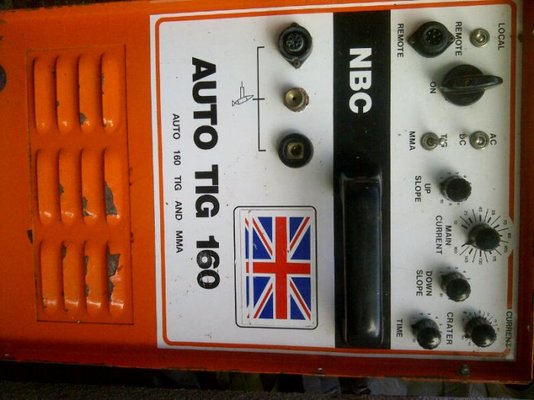 LOCAL
REMOTE
REMOTE
ON
AC
DC
TIG
MMA
UP
SLOPE
MAIN
CURRENT
DOWN
SLOPE
CURRENT
CRATER
TIME
NBC
AUTO TIG 160
AUTO 160 TIG AND MMA